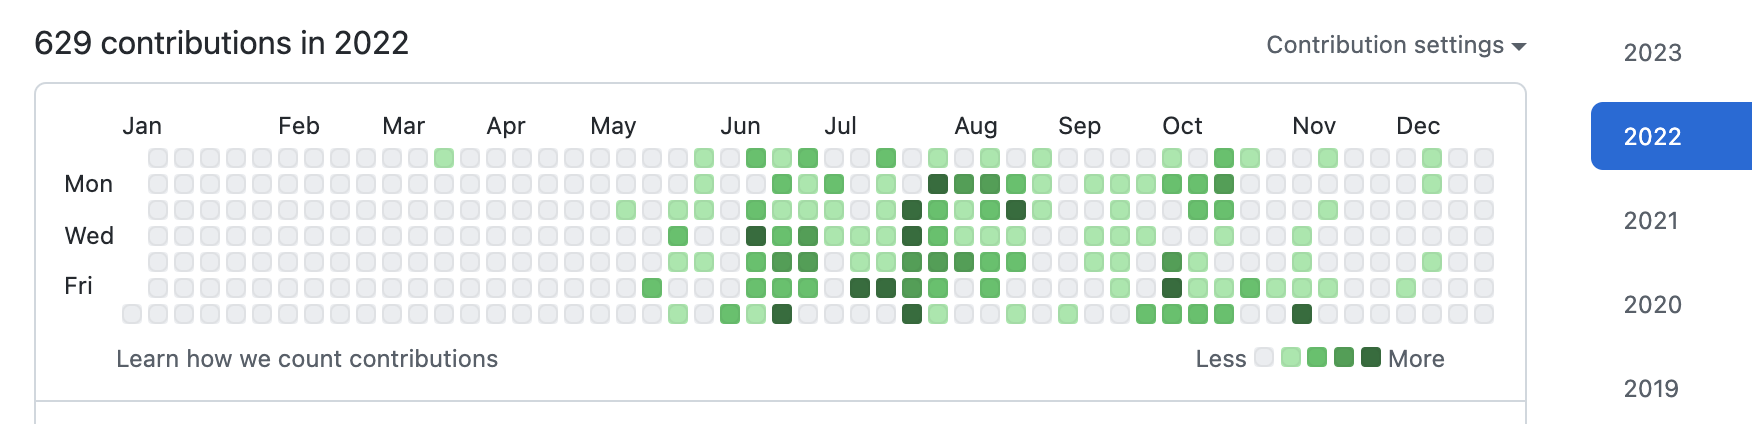 629 contributions in 2022
Contribution settings
2023
2022
2021
2020
2019
Jan Feb Mar Apr May Jun Jul Aug Sep Oct Nov Dec
Mon
Wed
Fri
Learn how we count contributions
Less More